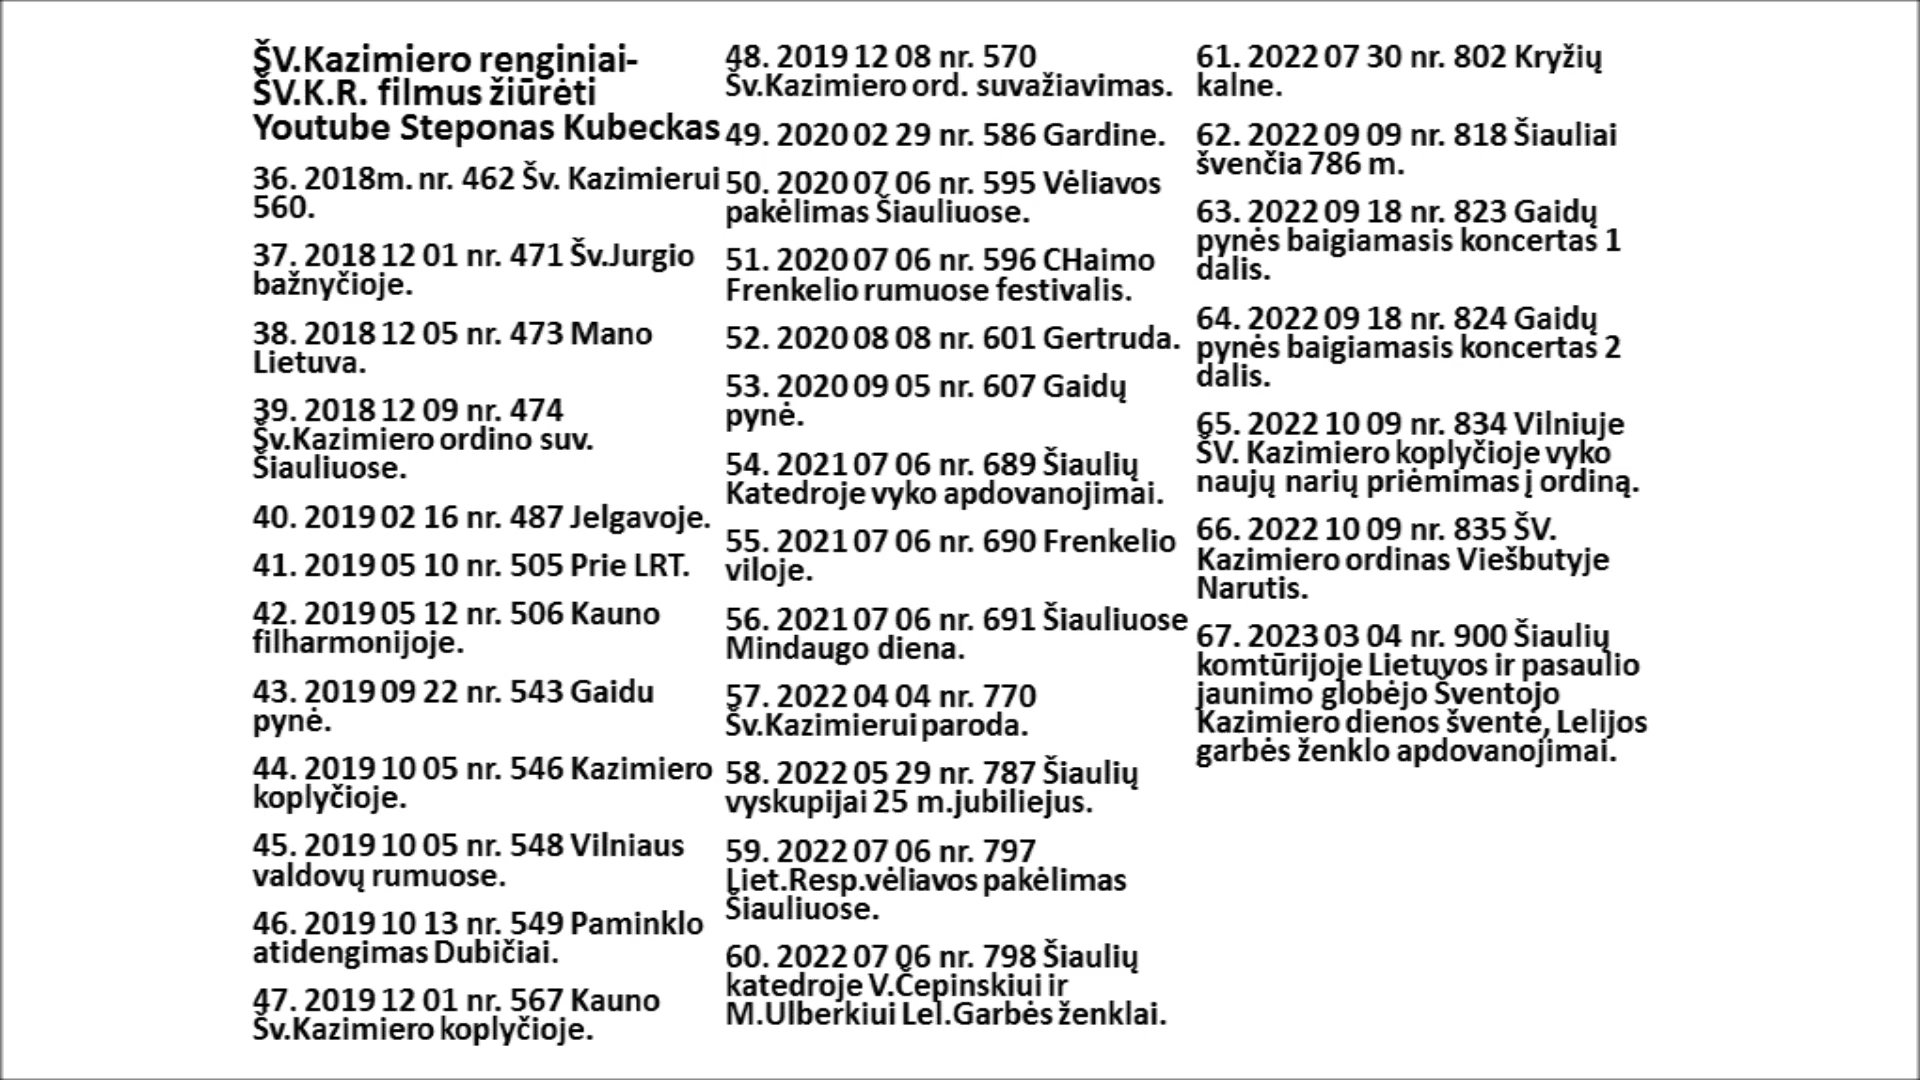 ŠV.Kazimiero renginiai-
ŠV.K.R. filmus žiūrėti
Youtube Steponas Kubeckas
36. 2018m. nr. 462 Šv. Kazimierui
560.
37. 2018 12 01 nr. 471 Šv.Jurgio
bažnyčioje.
38. 2018 12 05 nr. 473 Mano
Lietuva.
39. 2018 12 09 nr. 474
Šv.Kazimiero ordino suv.
Šiauliuose.
40. 2019 02 16 nr. 487 Jelgavoje.
41. 2019 05 10 nr. 505 Prie LRT.
42. 2019 05 12 nr. 506 Kauno
filharmonijoje.
43. 2019 09 22 nr. 543 Gaidu
pynė.
44. 2019 10 05 nr. 546 Kazimiero
koplyčioje.
45. 2019 10 05 nr. 548 Vilniaus
valdovų rumuose.
46. 2019 10 13 nr. 549 Paminklo
atidengimas Dubičiai.
47. 2019 12 01 nr. 567 Kauno
Šv.Kazimiero koplyčioje.
48. 2019 12 08 nr. 570
Šv.Kazimiero ord. suvažiavimas.
49. 2020 02 29 nr. 586 Gardine.
50. 2020 07 06 nr. 595 Vėliavos
pakėlimas Šiauliuose.
51. 2020 07 06 nr. 596 CHaimo
Frenkelio rumuose festivalis.
52. 2020 08 08 nr. 601 Gertruda.
53. 2020 09 05 nr. 607 Gaidų
pynė.
54. 2021 07 06 nr. 689 Šiaulių
Katedroje vyko apdovanojimai.
55. 2021 07 06 nr. 690 Frenkelio
viloje.
56. 2021 07 06 nr. 691 Šiauliuose
Mindaugo diena.
57. 2022 04 04 nr. 770
Šv.Kazimierui paroda.
58. 2022 05 29 nr. 787 Šiaulių
vyskupijai 25 m.jubiliejus.
59. 2022 07 06 nr. 797
Liet.Resp.vėliavos pakėlimas
Šiauliuose.
60. 2022 07 06 nr. 798 Šiaulių
katedroje V.Čepinskiui ir
M.Ulberkiui Lel.Garbės ženklai.
61. 2022 07 30 nr. 802 Kryžių
kalne.
62. 2022 09 09 nr. 818 Šiauliai
švenčia 786 m.
63. 2022 09 18 nr. 823 Gaidų
pynės baigiamasis koncertas 1
dalis.
64. 2022 09 18 nr. 824 Gaidų
pynės baigiamasis koncertas 2
dalis.
65. 2022 10 09 nr. 834 Vilniuje
ŠV. Kazimiero koplyčioje vyko
naujų narių priėmimas į ordiną.
66. 2022 10 09 nr. 835 ŠV.
Kazimiero ordinas Viešbutyje
Narutis.
67. 2023 03 04 nr. 900 Šiaulių
komtūrijoje Lietuvos ir pasaulio
jaunimo globėjo Šventojo
Kazimiero dienos šventė, Lelijos
garbės ženklo apdovanojimai.